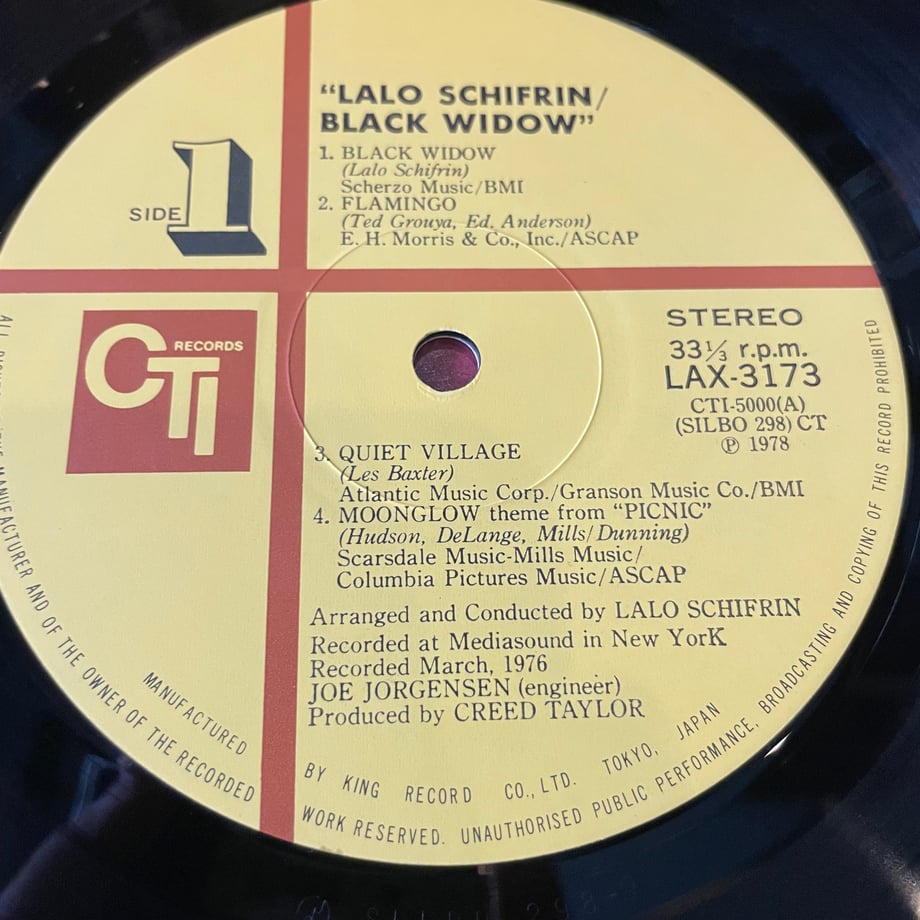 "LALO SCHIFRIN/
BLACK WIDOW"
1. BLACK WIDOW
(Lalo Schifrin)
Scherzo Music/BMI
2. FLAMINGO
(Ted Grouya, Ed. Anderson)
E. H. Morris & Co., Inc./ASCAP
SIDE 1
CTI RECORDS
STEREO
33⅓ r.p.m.
LAX-3173
CTI-5000(A)
(SILBO 298) CT
Ⓟ 1978
3. QUIET VILLAGE
(Les Baxter)
Atlantic Music Corp./Granson Music Co./BMI
4. MOONGLOW theme from "PICNIC"
(Hudson, DeLange, Mills/Dunning)
Scarsdale Music-Mills Music/
Columbia Pictures Music/ASCAP
Arranged and Conducted by LALO SCHIFRIN
Recorded at Mediasound in New YorK
Recorded March, 1976
JOE JORGENSEN (engineer)
Produced by CREED TAYLOR
MANUFACTURED BY KING RECORD CO., LTD. TOKYO, JAPAN
ALL MANUFACTURER AND OF THE OWNER OF THE RECORDED WORK RESERVED. UNAUTHORISED PUBLIC PERFORMANCE, BROADCASTING AND COPYING OF THIS RECORD PROHIBITED